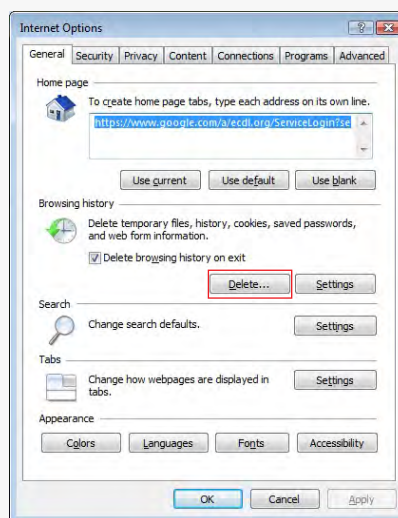 Internet Options
General Security Privacy Content Connections Programs Advanced
Home page
To create home page tabs, type each address on its own line.
https://www.google.com/a/ecdl.org/ServiceLogin?se
Use current Use default Use blank
Browsing history
Delete temporary files, history, cookies, saved passwords,
and web form information.
Delete browsing history on exit
Delete... Settings
Search
Change search defaults. Settings
Tabs
Change how webpages are displayed in Settings
tabs.
Appearance
Colors Languages Fonts Accessibility
OK Cancel Apply